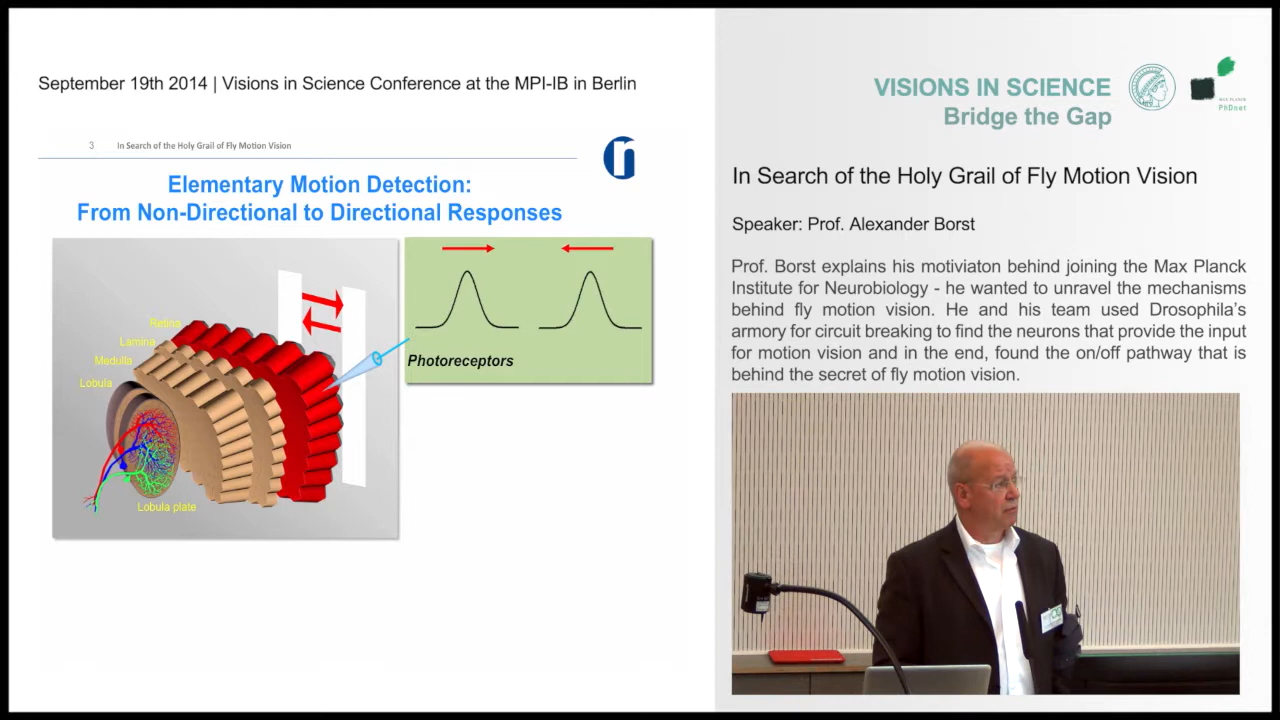 September 19th 2014 | Visions in Science Conference at the MPI-IB in Berlin
3 In Search of the Holy Grail of Fly Motion Vision
Elementary Motion Detection:
From Non-Directional to Directional Responses
Retina
Lamina
Medulla
Lobula
Lobula plate
Photoreceptors
VISIONS IN SCIENCE
Bridge the Gap
MAX PLANCK
PhDnet
In Search of the Holy Grail of Fly Motion Vision
Speaker: Prof. Alexander Borst
Prof. Borst explains his motiviaton behind joining the Max Planck
Institute for Neurobiology - he wanted to unravel the mechanisms
behind fly motion vision. He and his team used Drosophila's
armory for circuit breaking to find the neurons that provide the input
for motion vision and in the end, found the on/off pathway that is
behind the secret of fly motion vision.